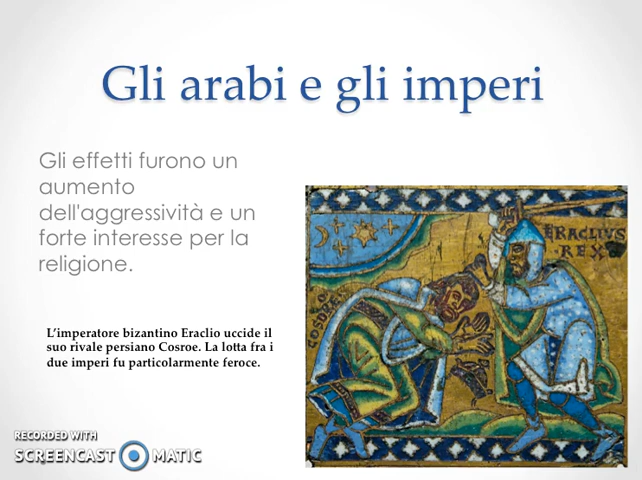 Gli arabi e gli imperi
Gli effetti furono un
aumento
dell'aggressività e un
forte interesse per la
religione.
L'imperatore bizantino Eraclio uccide il
suo rivale persiano Cosroe. La lotta fra i
due imperi fu particolarmente feroce.
ERACLIUS
REX
RECORDED WITH
SCREENCAST MATIC